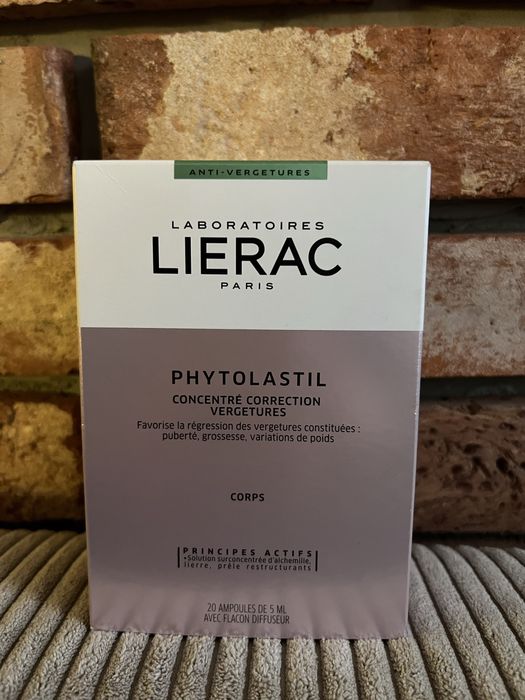 ANTI-VERGETURES
LABORATOIRES
LIERAC
PARIS
PHYTOLASTIL
CONCENTRÉ CORRECTION
VERGETURES
Favorise la régression des vergetures constituées :
puberté, grossesse, variations de poids
CORPS
PRINCIPES ACTIFS
•Solution surconcentrée d'alchemille,
lierre, prêle restructurants
20 AMPOULES DE 5 ML
AVEC FLACON DIFFUSEUR